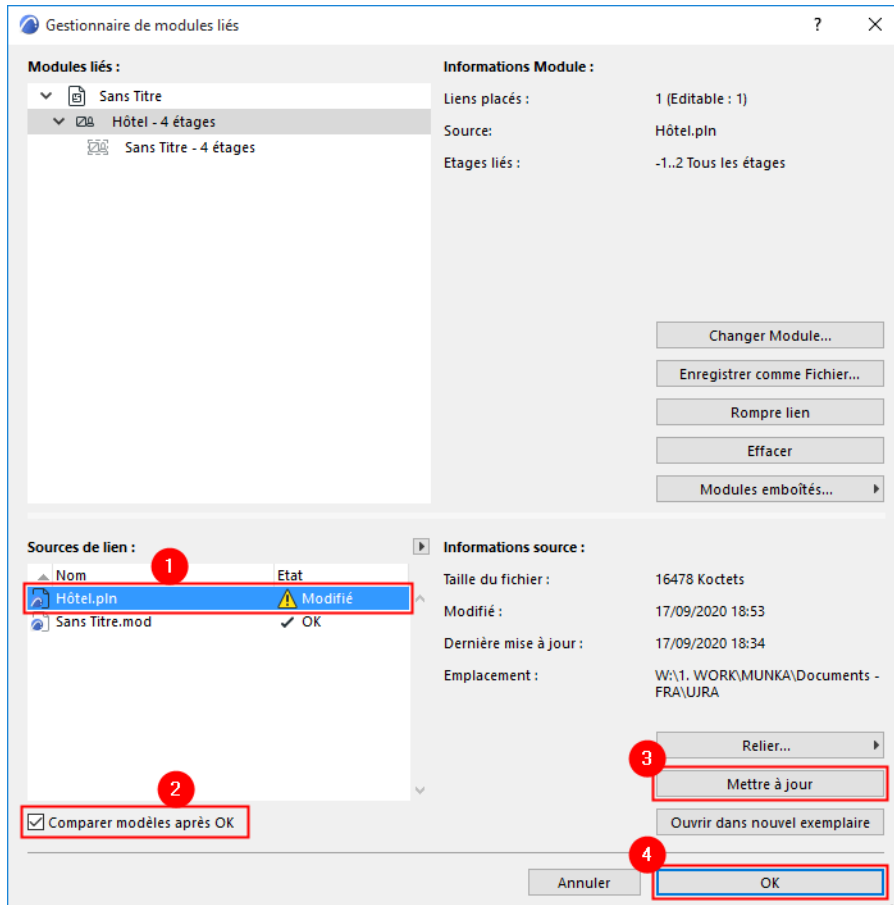 Gestionnaire de modules liés
?
Modules liés :
Sans Titre
Hôtel - 4 étages
Sans Titre - 4 étages
Informations Module :
Liens placés : 1 (Editable : 1)
Source: Hôtel.pln
Etages liés : -1..2 Tous les étages
Changer Module...
Enregistrer comme Fichier...
Rompre lien
Effacer
Modules emboîtés...
Sources de lien :
1
Nom Etat
Hôtel.pln Modifié
Sans Titre.mod OK
2
Comparer modèles après OK
Informations source :
Taille du fichier : 16478 Koctets
Modifié : 17/09/2020 18:53
Dernière mise à jour : 17/09/2020 18:34
Emplacement : W:\1. WORK\MUNKA\Documents -
FRA\UJRA
Relier...
3
Mettre à jour
Ouvrir dans nouvel exemplaire
4
Annuler OK